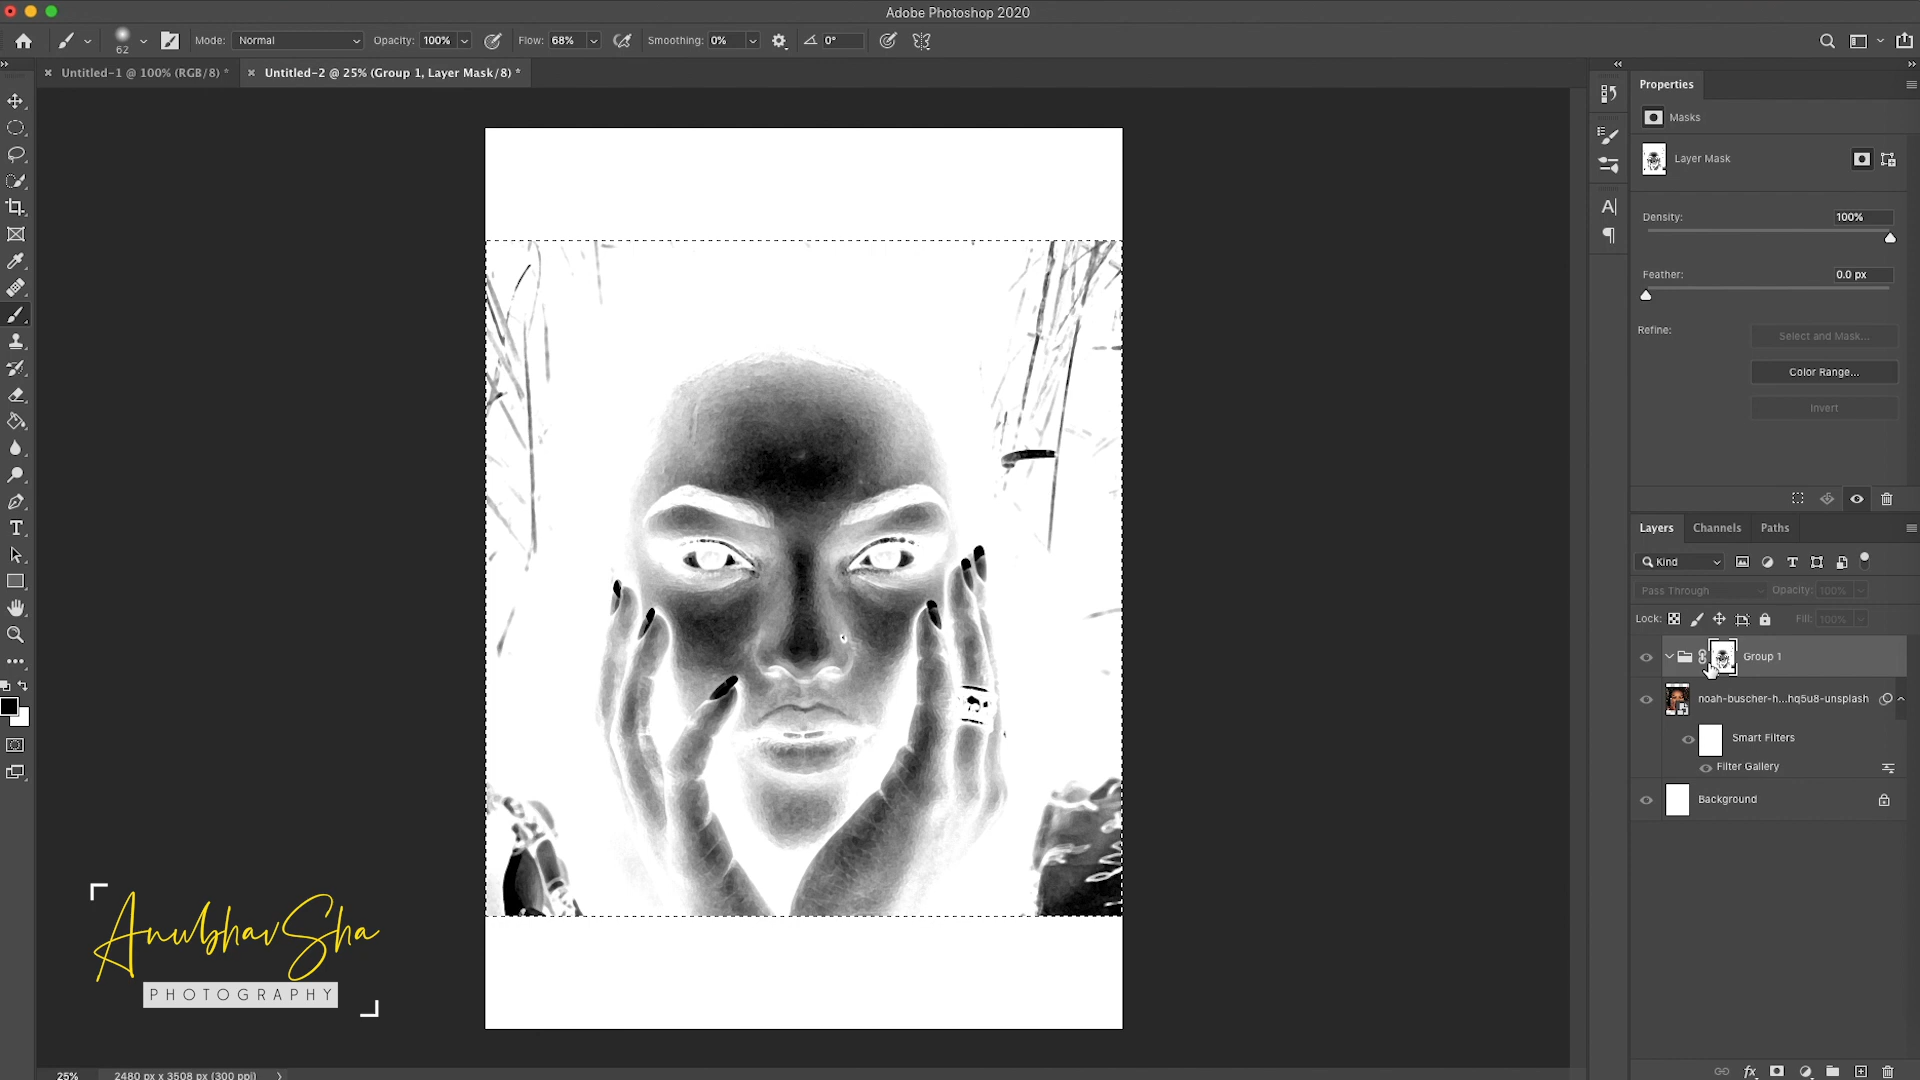 Adobe Photoshop 2020
62 Mode: Normal Opacity: 100% Flow: 68% Smoothing: 0% 0°
Untitled-1 @ 100% (RGB/8) * Untitled-2 @ 25% (Group 1, Layer Mask/8) *
Properties
Masks
Layer Mask
Density: 100%
Feather: 0.0 px
Refine:
Select and Mask...
Color Range...
Invert
Layers Channels Paths
Kind
Pass Through Opacity: 100%
Lock: Fill: 100%
Group 1
noah-buscher-h...hq5u8-unsplash
Smart Filters
Filter Gallery
Background
AnubhavSha
PHOTOGRAPHY
25% 2480 px x 3508 px (300 ppi)